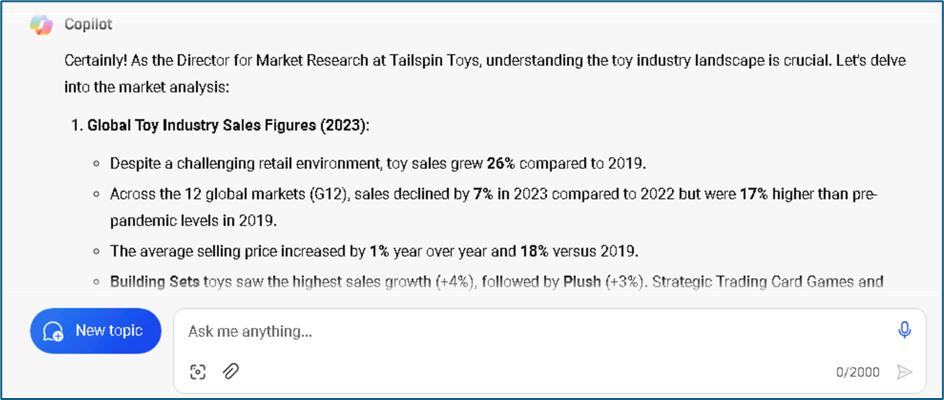 Copilot
Certainly! As the Director for Market Research at Tailspin Toys, understanding the toy industry landscape is crucial. Let's delve
into the market analysis:
1. Global Toy Industry Sales Figures (2023):
Despite a challenging retail environment, toy sales grew 26% compared to 2019.
Across the 12 global markets (G12), sales declined by 7% in 2023 compared to 2022 but were 17% higher than pre-
pandemic levels in 2019.
The average selling price increased by 1% year over year and 18% versus 2019.
Building Sets toys saw the highest sales growth (+4%), followed by Plush (+3%). Strategic Trading Card Games and
New topic
Ask me anything...
0/2000